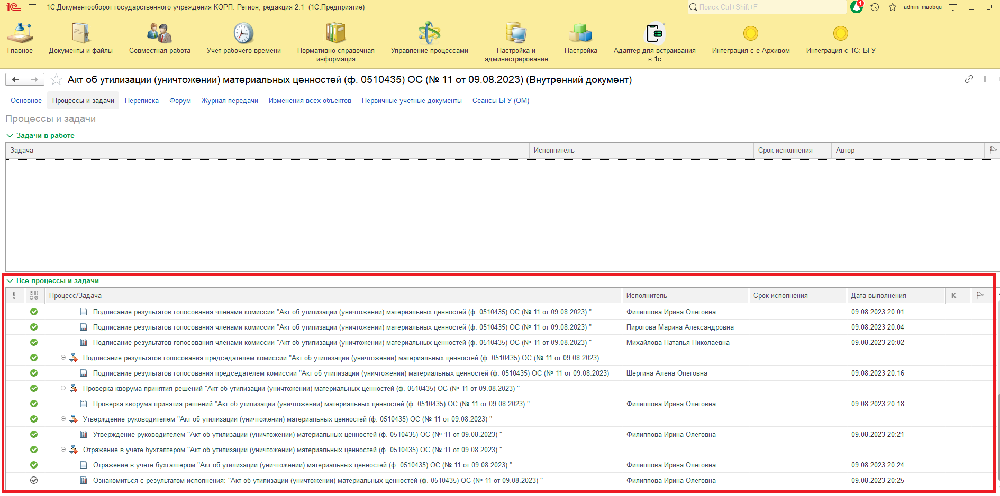 1С:Документооборот государственного учреждения КОРП. Регион, редакция 2.1 (1С:Предприятие)
Поиск Ctrl+Shift+F
1
admin_maobgu
Главное
Документы и файлы
Совместная работа
Учет рабочего времени
Нормативно-справочная информация
Управление процессами
Настройка и администрирование
Настройка
Адаптер для встраивания в 1с
Интеграция с е-Архивом
Интеграция с 1С: БГУ
Акт об утилизации (уничтожении) материальных ценностей (ф. 0510435) ОС (№ 11 от 09.08.2023) (Внутренний документ)
Основное Процессы и задачи Переписка Форум Журнал передачи Изменения всех объектов Первичные учетные документы Сеансы БГУ (ОМ)
Процессы и задачи
Задачи в работе
Задача Исполнитель Срок исполнения Автор
Все процессы и задачи
Процесс/Задача Исполнитель Срок исполнения Дата выполнения К
Подписание результатов голосования членами комиссии "Акт об утилизации (уничтожении) материальных ценностей (ф. 0510435) ОС (№ 11 от 09.08.2023) " Филиппова Ирина Олеговна 09.08.2023 20:01
Подписание результатов голосования членами комиссии "Акт об утилизации (уничтожении) материальных ценностей (ф. 0510435) ОС (№ 11 от 09.08.2023) " Пирогова Марина Александровна 09.08.2023 20:04
Подписание результатов голосования членами комиссии "Акт об утилизации (уничтожении) материальных ценностей (ф. 0510435) ОС (№ 11 от 09.08.2023) " Михайлова Наталья Николаевна 09.08.2023 20:02
Подписание результатов голосования председателем комиссии "Акт об утилизации (уничтожении) материальных ценностей (ф. 0510435) ОС (№ 11 от 09.08.2023)
Подписание результатов голосования председателем комиссии "Акт об утилизации (уничтожении) материальных ценностей (ф. 0510435) ОС (№ 11 от 09.08.2023) Шергина Алена Олеговна 09.08.2023 20:16
Проверка кворума принятия решений "Акт об утилизации (уничтожении) материальных ценностей (ф. 0510435) ОС (№ 11 от 09.08.2023) "
Проверка кворума принятия решений "Акт об утилизации (уничтожении) материальных ценностей (ф. 0510435) ОС (№ 11 от 09.08.2023) " Филиппова Ирина Олеговна 09.08.2023 20:18
Утверждение руководителем "Акт об утилизации (уничтожении) материальных ценностей (ф. 0510435) ОС (№ 11 от 09.08.2023) "
Утверждение руководителем "Акт об утилизации (уничтожении) материальных ценностей (ф. 0510435) ОС (№ 11 от 09.08.2023) " Филиппова Ирина Олеговна 09.08.2023 20:21
Отражение в учете бухгалтером "Акт об утилизации (уничтожении) материальных ценностей (ф. 0510435) ОС (№ 11 от 09.08.2023) "
Отражение в учете бухгалтером "Акт об утилизации (уничтожении) материальных ценностей (ф. 0510435) ОС (№ 11 от 09.08.2023) " Филиппова Ирина Олеговна 09.08.2023 20:24
Ознакомиться с результатом исполнения: "Акт об утилизации (уничтожении) материальных ценностей (ф. 0510435) ОС (№ 11 от 09.08.2023) " Филиппова Ирина Олеговна 09.08.2023 20:25